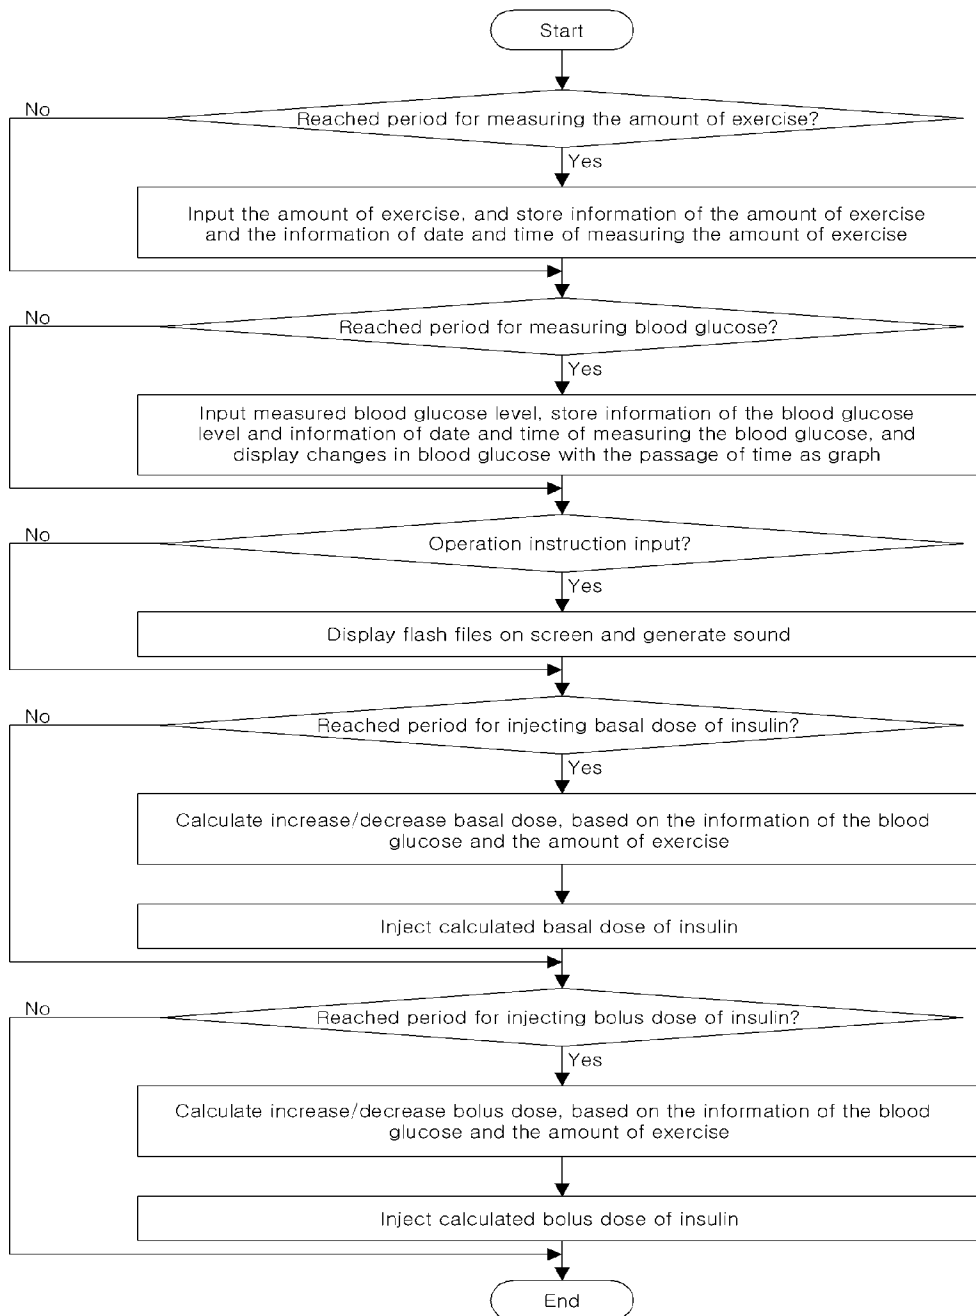 Start
No
Reached period for measuring the amount of exercise?
Yes
Input the amount of exercise, and store information of the amount of exercise
and the information of date and time of measuring the amount of exercise
No
Reached period for measuring blood glucose?
Yes
Input measured blood glucose level, store information of the blood glucose
level and information of date and time of measuring the blood glucose, and
display changes in blood glucose with the passage of time as graph
No
Operation instruction input?
Yes
Display flash files on screen and generate sound
No
Reached period for injecting basal dose of insulin?
Yes
Calculate increase/decrease basal dose, based on the information of the blood
glucose and the amount of exercise
Inject calculated basal dose of insulin
No
Reached period for injecting bolus dose of insulin?
Yes
Calculate increase/decrease bolus dose, based on the information of the blood
glucose and the amount of exercise
Inject calculated bolus dose of insulin
End